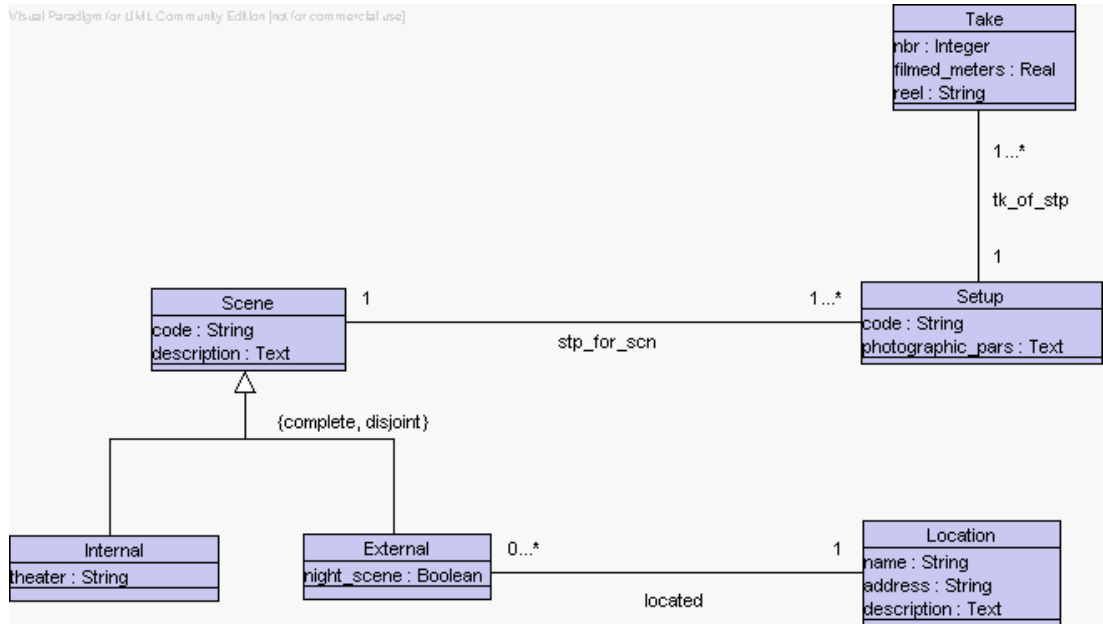 Visual Paradigm for UML Community Edition [not for commercial use]
Take
nbr : Integer
filmed_meters : Real
reel : String
1...*
tk_of_stp
1
Scene
code : String
description : Text
1
1...*
stp_for_scn
Setup
code : String
photographic_pars : Text
{complete, disjoint}
Internal
theater : String
External
night_scene : Boolean
0...*
1
located
Location
name : String
address : String
description : Text